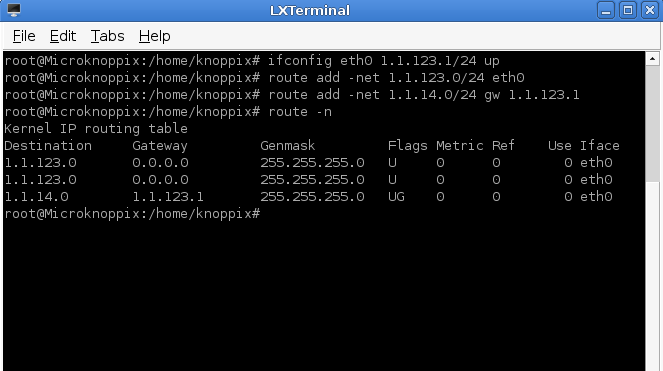 LXTerminal
File Edit Tabs Help
root@Microknoppix:/home/knoppix# ifconfig eth0 1.1.123.1/24 up
root@Microknoppix:/home/knoppix# route add -net 1.1.123.0/24 eth0
root@Microknoppix:/home/knoppix# route add -net 1.1.14.0/24 gw 1.1.123.1
root@Microknoppix:/home/knoppix# route -n
Kernel IP routing table
Destination Gateway Genmask Flags Metric Ref Use Iface
1.1.123.0 0.0.0.0 255.255.255.0 U 0 0 0 eth0
1.1.123.0 0.0.0.0 255.255.255.0 U 0 0 0 eth0
1.1.14.0 1.1.123.1 255.255.255.0 UG 0 0 0 eth0
root@Microknoppix:/home/knoppix#